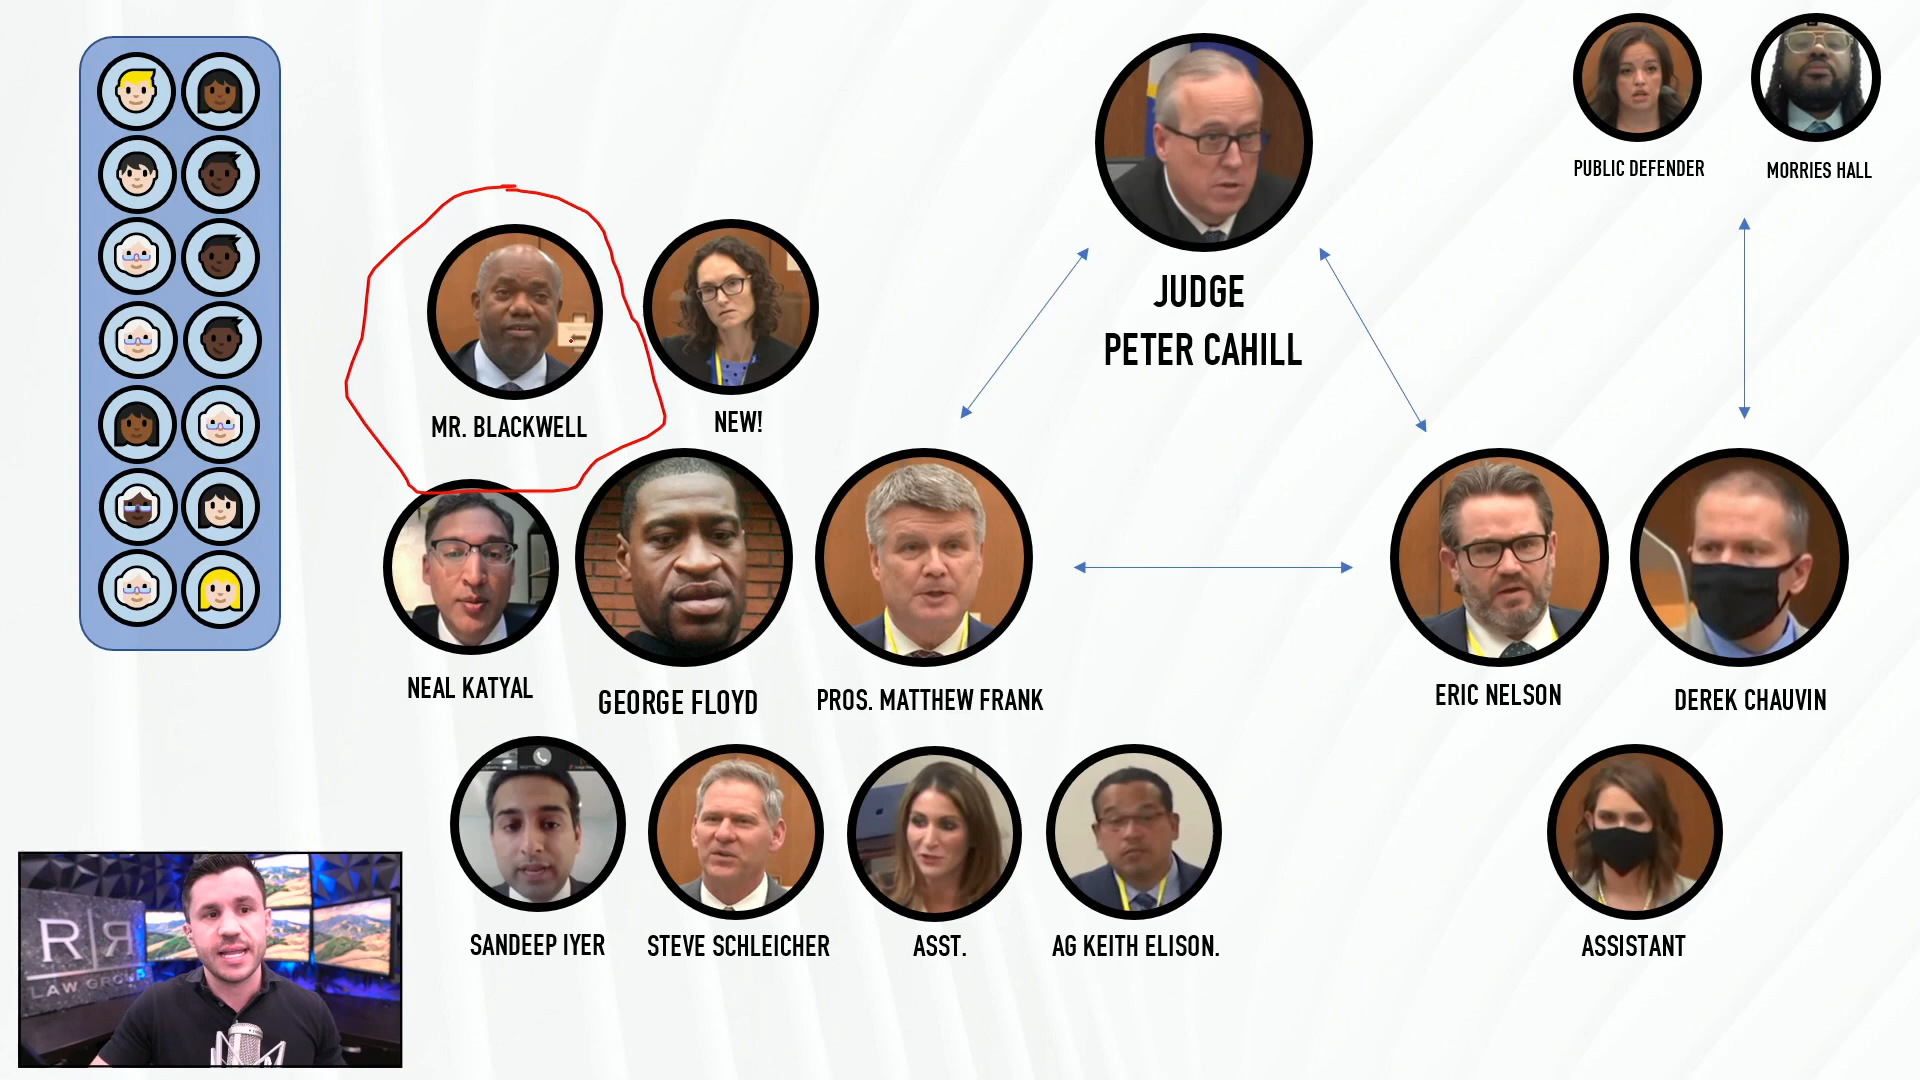 PUBLIC DEFENDER
MORRIES HALL
JUDGE
PETER CAHILL
MR. BLACKWELL
NEW!
NEAL KATYAL
GEORGE FLOYD
PROS. MATTHEW FRANK
ERIC NELSON
DEREK CHAUVIN
SANDEEP IYER
STEVE SCHLEICHER
ASST.
AG KEITH ELISON.
ASSISTANT
R|R
LAW GROUP